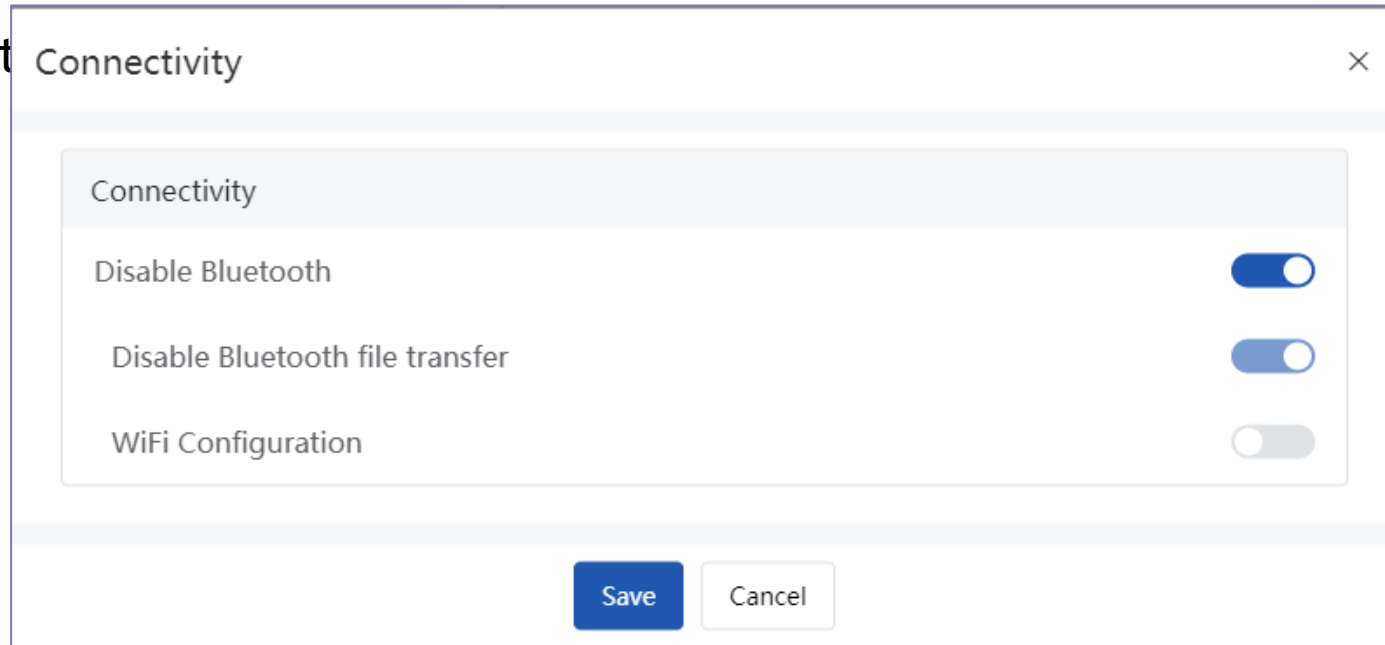 t
Connectivity
Connectivity
Disable Bluetooth
Disable Bluetooth file transfer
WiFi Configuration
Save Cancel